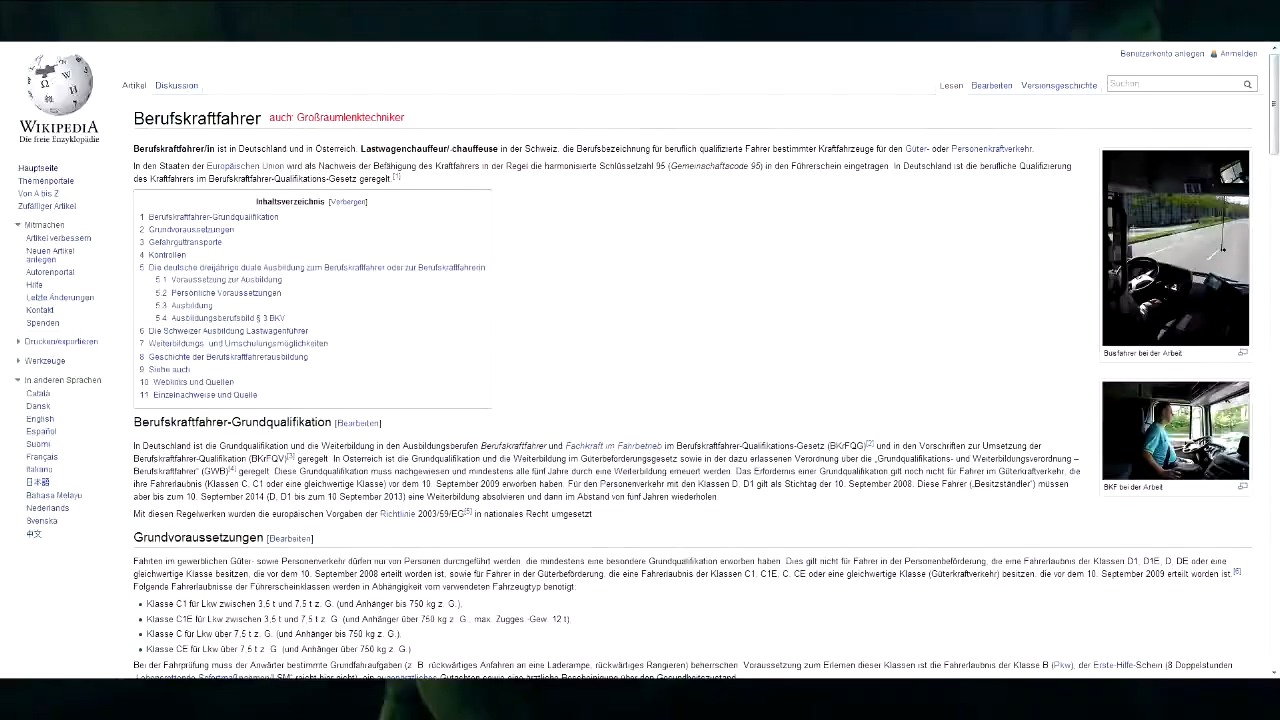 Benutzerkonto anlegen Anmelden
Artikel Diskussion Lesen Bearbeiten Versionsgeschichte Suchen
WIKIPEDIA
Die freie Enzyklopädie
Hauptseite
Themenportale
Von A bis Z
Zufälliger Artikel
Mitmachen
Artikel verbessern
Neuen Artikel
anlegen
Autorenportal
Hilfe
Letzte Änderungen
Kontakt
Spenden
Drucken/exportieren
Werkzeuge
In anderen Sprachen
Català
Dansk
English
Español
Suomi
Français
Italiano
日本語
Bahasa Melayu
Nederlands
Svenska
中文
Berufskraftfahrer auch: Großraumlenktechniker
Berufskraftfahrer/in ist in Deutschland und in Österreich, Lastwagenchauffeur/-chauffeuse in der Schweiz, die Berufsbezeichnung für beruflich qualifizierte Fahrer bestimmter Kraftfahrzeuge für den Güter- oder Personenkraftverkehr.
In den Staaten der Europäischen Union wird als Nachweis der Befähigung des Kraftfahrers in der Regel die harmonisierte Schlüsselzahl 95 (Gemeinschaftscode 95) in den Führerschein eingetragen. In Deutschland ist die berufliche Qualifizierung
des Kraftfahrers im Berufskraftfahrer-Qualifikations-Gesetz geregelt.[1]
Inhaltsverzeichnis [Verbergen]
1 Berufskraftfahrer-Grundqualifikation
2 Grundvoraussetzungen
3 Gefahrguttransporte
4 Kontrollen
5 Die deutsche dreijährige duale Ausbildung zum Berufskraftfahrer oder zur Berufskraftfahrerin
5.1 Voraussetzung zur Ausbildung
5.2 Persönliche Voraussetzungen
5.3 Ausbildung
5.4 Ausbildungsberufsbild § 3 BKV
6 Die Schweizer Ausbildung Lastwagenführer
7 Weiterbildungs- und Umschulungsmöglichkeiten
8 Geschichte der Berufskraftfahrerausbildung
9 Siehe auch
10 Weblinks und Quellen
11 Einzelnachweise und Quelle
Busfahrer bei der Arbeit
BKF bei der Arbeit
Berufskraftfahrer-Grundqualifikation [Bearbeiten]
In Deutschland ist die Grundqualifikation und die Weiterbildung in den Ausbildungsberufen Berufskraftfahrer und Fachkraft im Fahrbetrieb im Berufskraftfahrer-Qualifikations-Gesetz (BKrFQG)[2] und in den Vorschriften zur Umsetzung der
Berufskraftfahrer-Qualifikation (BKrFQV)[3] geregelt. In Österreich ist die Grundqualifikation und die Weiterbildung im Güterbeförderungsgesetz sowie in der dazu erlassenen Verordnung über die „Grundqualifikations- und Weiterbildungsverordnung –
Berufskraftfahrer“ (GWB)[4] geregelt. Diese Grundqualifikation muss nachgewiesen und mindestens alle fünf Jahre durch eine Weiterbildung erneuert werden. Das Erfordernis einer Grundqualifikation gilt noch nicht für Fahrer im Güterkraftverkehr, die
ihre Fahrerlaubnis (Klassen C, C1 oder eine gleichwertige Klasse) vor dem 10. September 2009 erworben haben. Für den Personenverkehr mit den Klassen D, D1 gilt als Stichtag der 10. September 2008. Diese Fahrer („Besitzständler“) müssen
aber bis zum 10. September 2014 (D, D1 bis zum 10 September 2013) eine Weiterbildung absolvieren und dann im Abstand von fünf Jahren wiederholen.
Mit diesen Regelwerken wurden die europäischen Vorgaben der Richtlinie 2003/59/EG[5] in nationales Recht umgesetzt
Grundvoraussetzungen [Bearbeiten]
Fahrten im gewerblichen Güter- sowie Personenverkehr dürfen nur von Personen durchgeführt werden, die mindestens eine besondere Grundqualifikation erworben haben. Dies gilt nicht für Fahrer in der Personenbeförderung, die eine Fahrerlaubnis der Klassen D1, D1E, D, DE oder eine
gleichwertige Klasse besitzen, die vor dem 10. September 2008 erteilt worden ist, sowie für Fahrer in der Güterbeförderung, die eine Fahrerlaubnis der Klassen C1, C1E, C, CE oder eine gleichwertige Klasse (Güterkraftverkehr) besitzen, die vor dem 10. September 2009 erteilt worden ist.[6]
Folgende Fahrerlaubnisse der Führerscheinklassen werden in Abhängigkeit vom verwendeten Fahrzeugtyp benötigt:
• Klasse C1 für Lkw zwischen 3,5 t und 7,5 t z. G. (und Anhänger bis 750 kg z. G.),
• Klasse C1E für Lkw zwischen 3,5 t und 7,5 t z. G. (und Anhänger über 750 kg z. G., max. Zugges.-Gew. 12 t),
• Klasse C für Lkw über 7,5 t z. G. (und Anhänger bis 750 kg z. G.),
• Klasse CE für Lkw über 7,5 t z. G. (und Anhänger über 750 kg z. G.)
Bei der Fahrprüfung muss der Anwärter bestimmte Grundfahraufgaben (z. B. rückwärtiges Anfahren an eine Laderampe, rückwärtiges Rangieren) beherrschen. Voraussetzung zum Erlernen dieser Klassen ist die Fahrerlaubnis der Klasse B (Pkw), der Erste-Hilfe-Schein (8 Doppelstunden